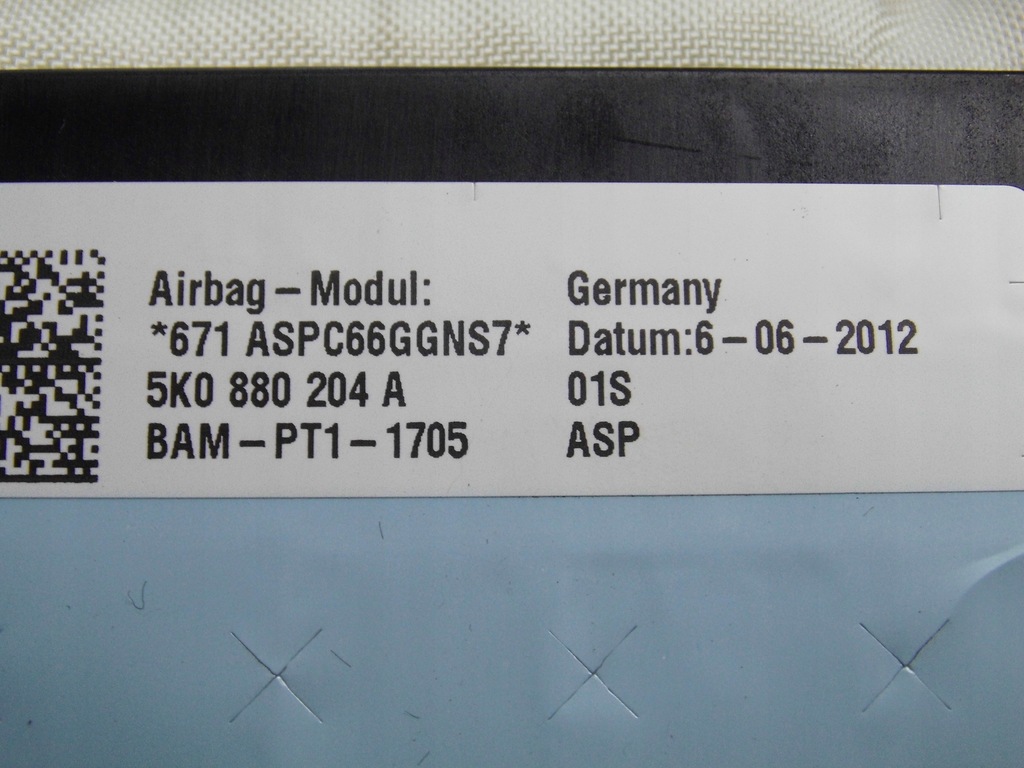 Airbag – Modul:
*671 ASPC66GGNS7*
5K0 880 204 A
BAM – PT1 – 1705
Germany
Datum:6 – 06 – 2012
01S
ASP